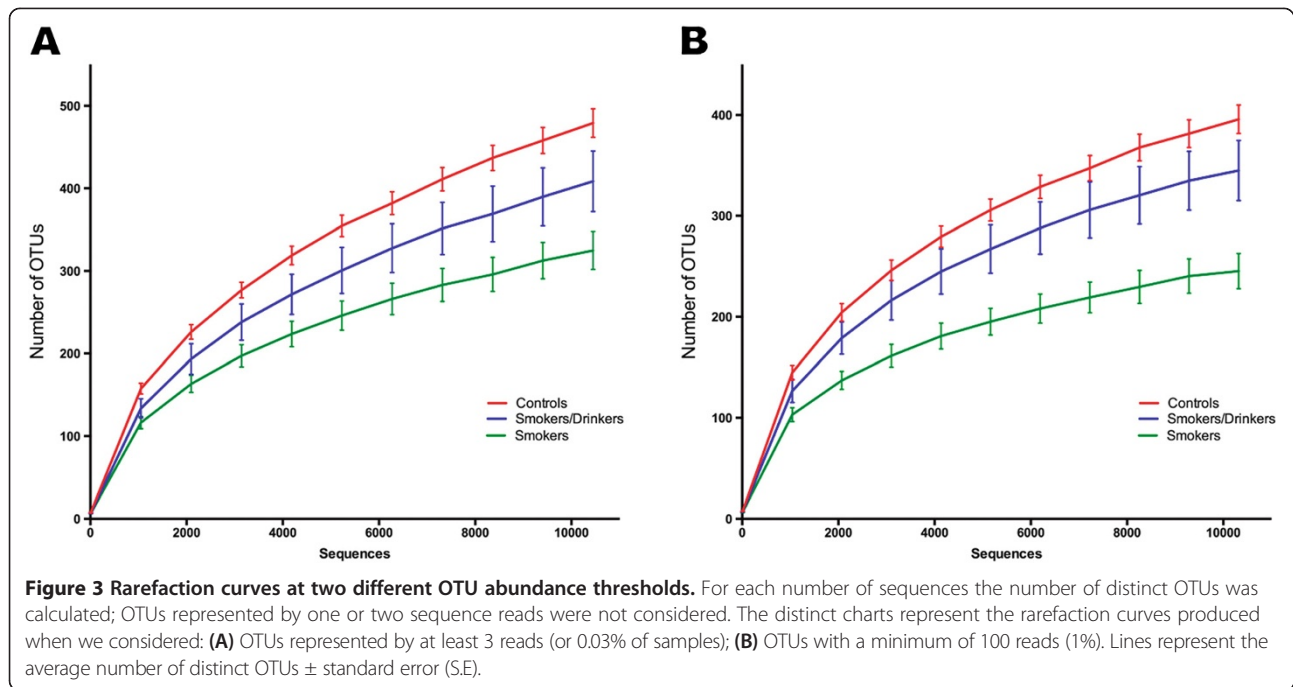 A
Number of OTUs
500
400
300
200
100
0
0 2000 4000 6000 8000 10000
Sequences
Controls
Smokers/Drinkers
Smokers
B
Number of OTUs
400
300
200
100
0
0 2000 4000 6000 8000 10000
Sequences
Controls
Smokers/Drinkers
Smokers
Figure 3 Rarefaction curves at two different OTU abundance thresholds. For each number of sequences the number of distinct OTUs was
calculated; OTUs represented by one or two sequence reads were not considered. The distinct charts represent the rarefaction curves produced
when we considered: (A) OTUs represented by at least 3 reads (or 0.03% of samples); (B) OTUs with a minimum of 100 reads (1%). Lines represent the
average number of distinct OTUs ± standard error (S.E).